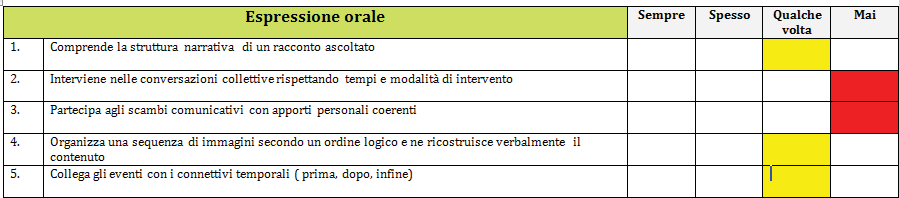 Espressione orale Sempre Spesso Qualche volta Mai
1. Comprende la struttura narrativa di un racconto ascoltato
2. Interviene nelle conversazioni collettive rispettando tempi e modalità di intervento
3. Partecipa agli scambi comunicativi con apporti personali coerenti
4. Organizza una sequenza di immagini secondo un ordine logico e ne ricostruisce verbalmente il
contenuto
5. Collega gli eventi con i connettivi temporali ( prima, dopo, infine)